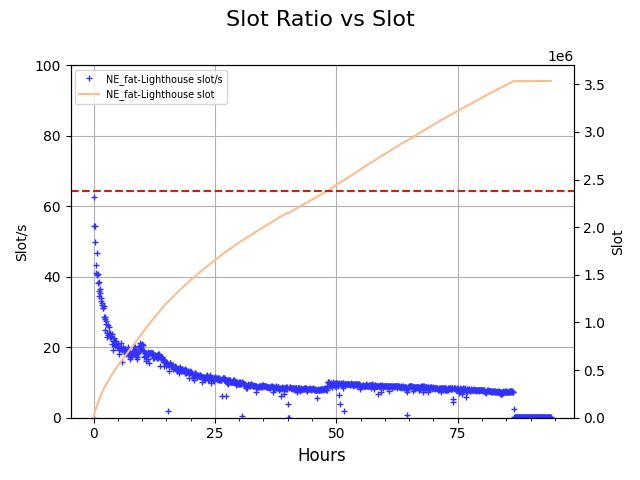 Slot Ratio vs Slot
1e6
NE_fat-Lighthouse slot/s
NE_fat-Lighthouse slot
100
80
60
40
20
0
Slot/s
3.5
3.0
2.5
2.0
1.5
1.0
0.5
0.0
Slot
0 25 50 75
Hours